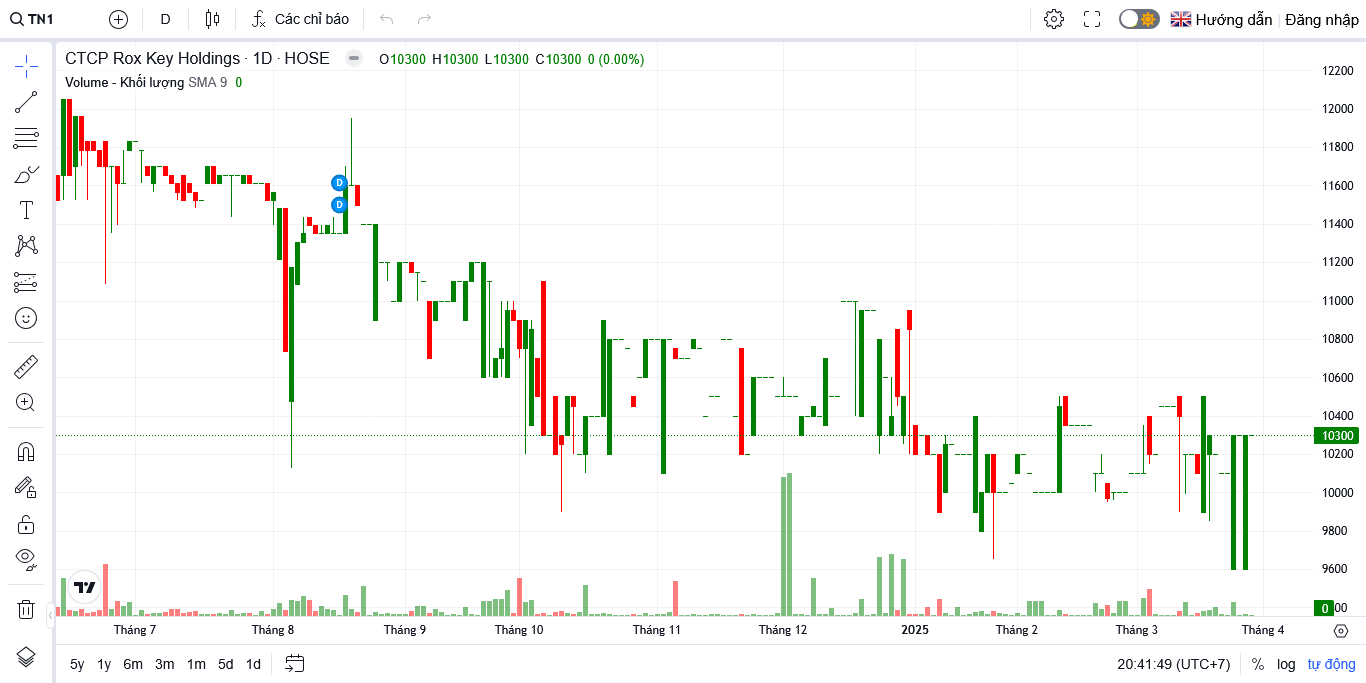 TN1 D Các chỉ báo Hướng dẫn Đăng nhập
CTCP Rox Key Holdings · 1D · HOSE O10300 H10300 L10300 C10300 0 (0.00%)
Volume - Khối lượng SMA 9 0
12200
12000
11800
11600
D
D
11400
11200
11000
10800
10600
10400
10300
10200
10000
9800
9600
0 00
Tháng 7 Tháng 8 Tháng 9 Tháng 10 Tháng 11 Tháng 12 2025 Tháng 2 Tháng 3 Tháng 4
5y 1y 6m 3m 1m 5d 1d 20:41:49 (UTC+7) % log tự động